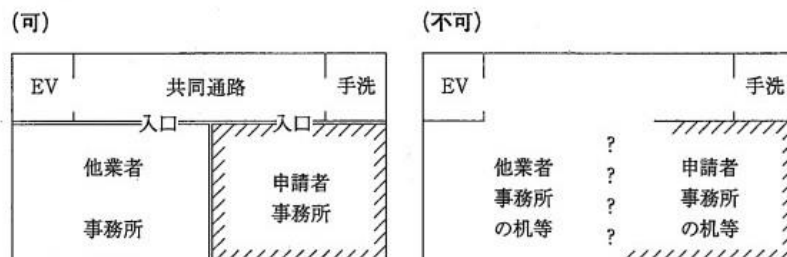 (可)
EV
共同通路
手洗
入口
入口
他業者
事務所
申請者
事務所
(不可)
EV
手洗
?
?
?
?
他業者
事務所
の机等
申請者
事務所
の机等